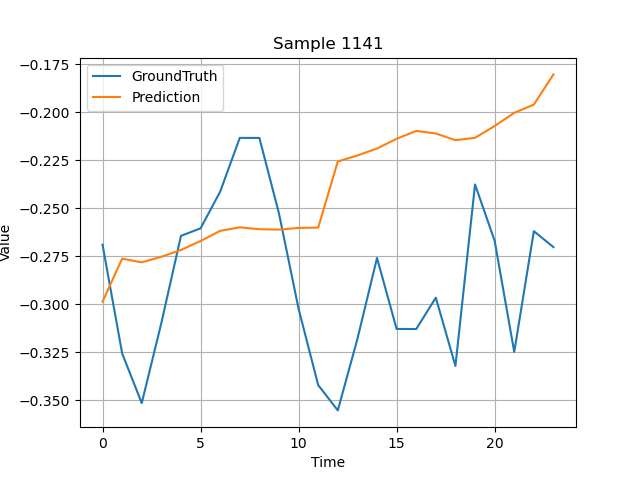 Sample 1141
−0.175
−0.200
−0.225
−0.250
−0.275
−0.300
−0.325
−0.350
Value
GroundTruth
Prediction
0 5 10 15 20
Time